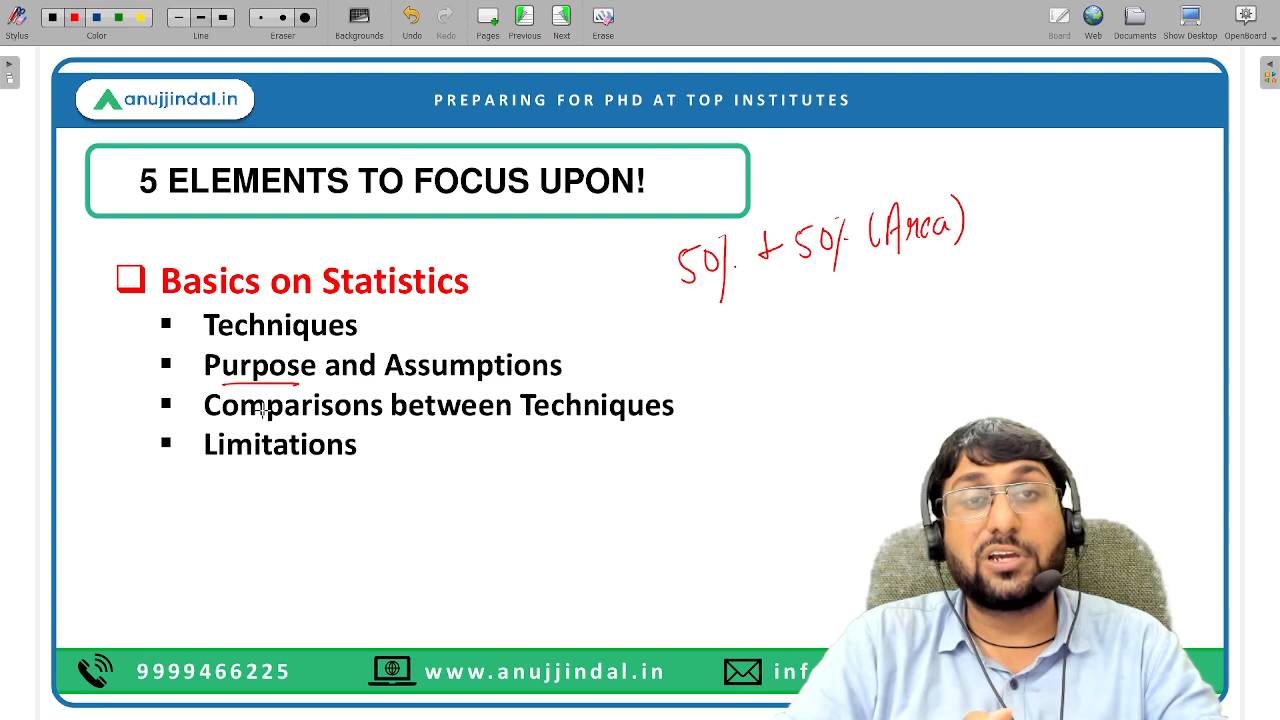 Stylus
Color
Line
Eraser
Backgrounds
Undo
Redo
Pages
Previous
Next
Erase
Board
Web
Documents
Show Desktop
OpenBoard
anujjindal.in
PREPARING FOR PHD AT TOP INSTITUTES
5 ELEMENTS TO FOCUS UPON!
50% + 50% (Area)
Basics on Statistics
Techniques
Purpose and Assumptions
Comparisons between Techniques
Limitations
9999466225
www.anujjindal.in